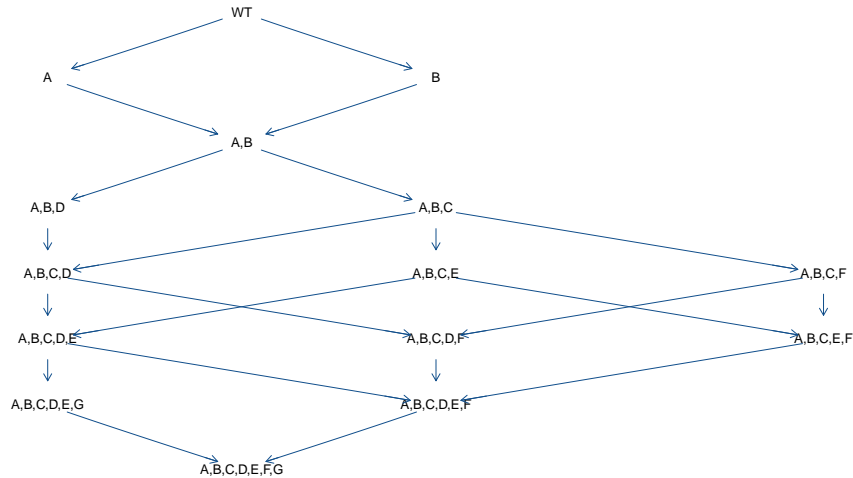 WT
A
B
A,B
A,B,D
A,B,C
A,B,C,D
A,B,C,E
A,B,C,F
A,B,C,D,E
A,B,C,D,F
A,B,C,E,F
A,B,C,D,E,G
A,B,C,D,E,F
A,B,C,D,E,F,G